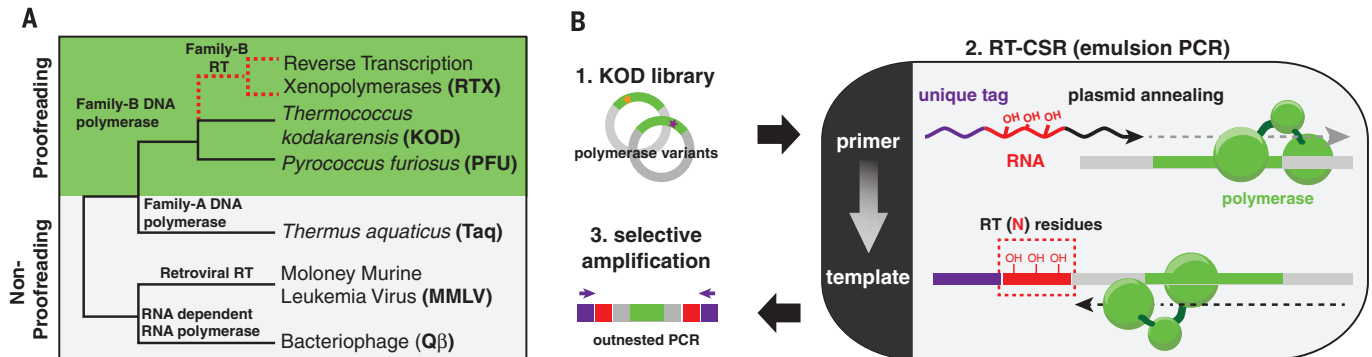 A
Proofreading
Non-
Proofreading
Family-B
RT
Reverse Transcription
Xenopolymerases (RTX)
Family-B DNA
polymerase
Thermococcus
kodakarensis (KOD)
Pyrococcus furiosus (PFU)
Family-A DNA
polymerase
Thermus aquaticus (Taq)
Retroviral RT
Moloney Murine
Leukemia Virus (MMLV)
RNA dependent
RNA polymerase
Bacteriophage (Qβ)
B
1. KOD library
polymerase variants
2. RT-CSR (emulsion PCR)
primer
template
unique tag
plasmid annealing
OH OH OH
RNA
polymerase
RT (N) residues
OH OH OH
3. selective
amplification
outnested PCR